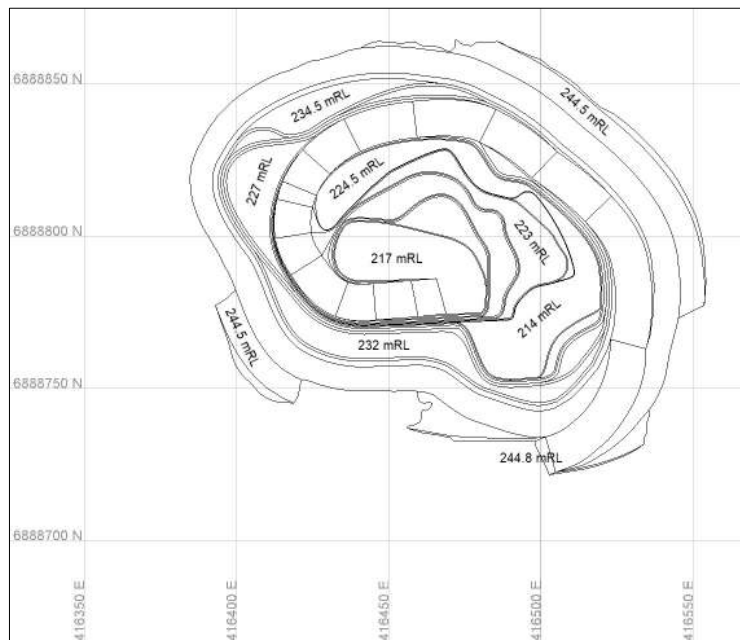 6888850 N
234.5 mRL
244.5 mRL
227 mRL
224.5 mRL
6888800 N
223 mRL
217 mRL
214 mRL
244.5 mRL
232 mRL
6888750 N
244.8 mRL
6888700 N
416350 E
416400 E
416450 E
416500 E
416550 E